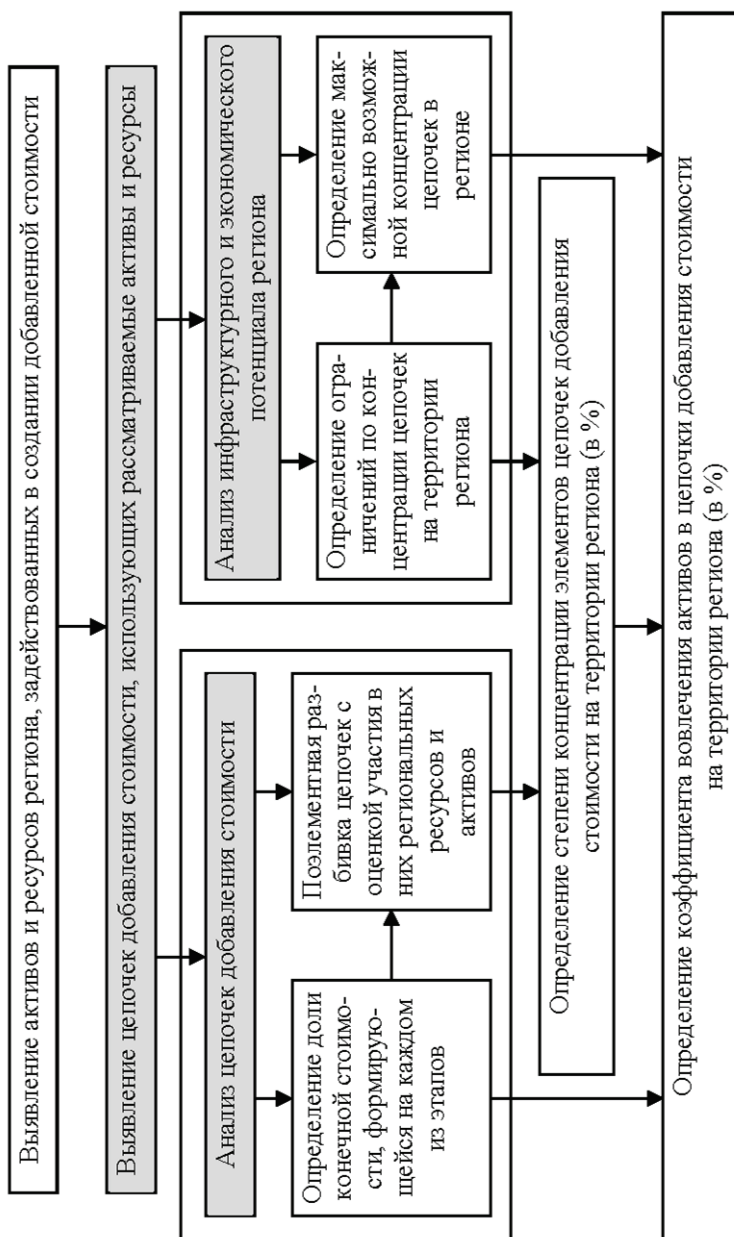 Выявление активов и ресурсов региона, задействованных в создании добавленной стоимости
Выявление цепочек добавления стоимости, использующих рассматриваемые активы и ресурсы
Анализ цепочек добавления стоимости
Определение доли
конечной стоимо-
сти, формирую-
щейся на каждом
из этапов
Поэлементная раз-
бивка цепочек с
оценкой участия в
них региональных
ресурсов и
активов
Анализ инфраструктурного и экономического
потенциала региона
Определение огра-
ничений по кон-
центрации цепочек
на территории
региона
Определение мак-
симально возмож-
ной концентрации
цепочек в
регионе
Определение степени концентрации элементов цепочек добавления
стоимости на территории региона (в %)
Определение коэффициента вовлечения активов в цепочки добавления стоимости
на территории региона (в %)